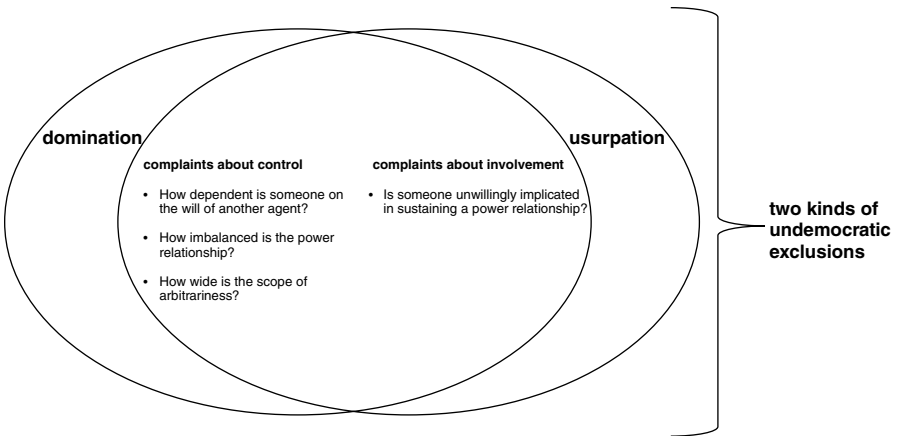 domination
usurpation
complaints about control
• How dependent is someone on
the will of another agent?
• How imbalanced is the power
relationship?
• How wide is the scope of
arbitrariness?
complaints about involvement
• Is someone unwillingly implicated
in sustaining a power relationship?
two kinds of
undemocratic
exclusions